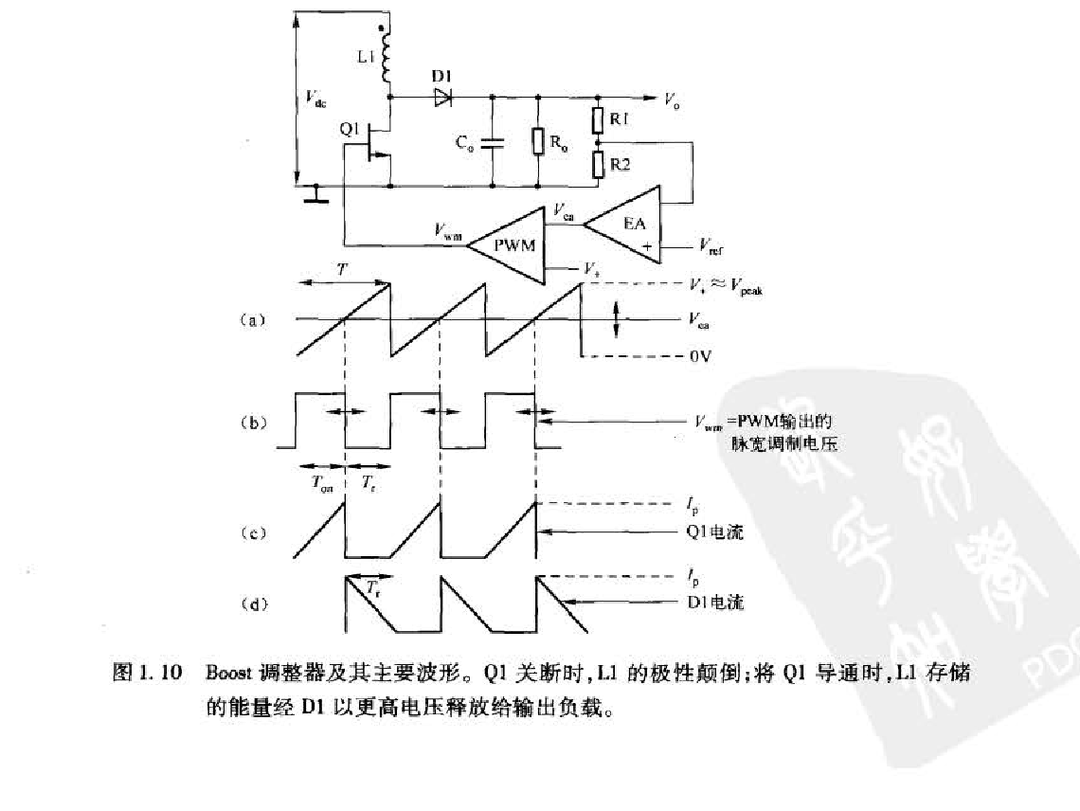 L1
D1
Vdc
Vo
Q1
Co
Ro
R1
R2
Vea
EA
Vwm
PWM
+
Vref
V+
T
V+ ≈ Vpeak
(a)
Vea
0V
(b)
Vwm =PWM输出的
脉宽调制电压
Ton
Tr
Ip
(c)
Q1电流
Tr
Ip
(d)
D1电流
图 1.10 Boost 调整器及其主要波形。Q1 关断时,L1 的极性颠倒;将 Q1 导通时,L1 存储
的能量经 D1 以更高电压释放给输出负载。